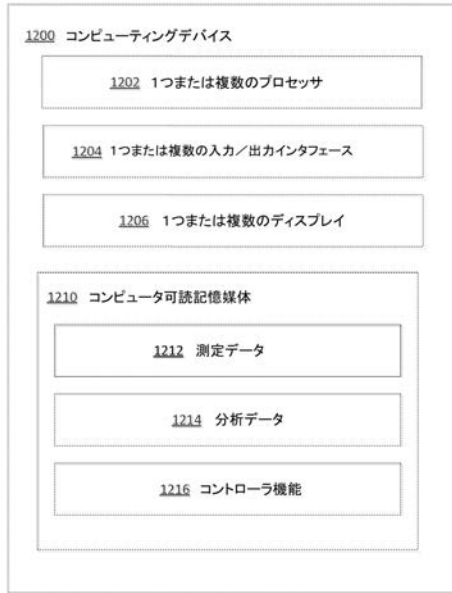 1200 コンピューティングデバイス
1202 1つまたは複数のプロセッサ
1204 1つまたは複数の入力／出力インタフェース
1206 1つまたは複数のディスプレイ
1210 コンピュータ可読記憶媒体
1212 測定データ
1214 分析データ
1216 コントローラ機能